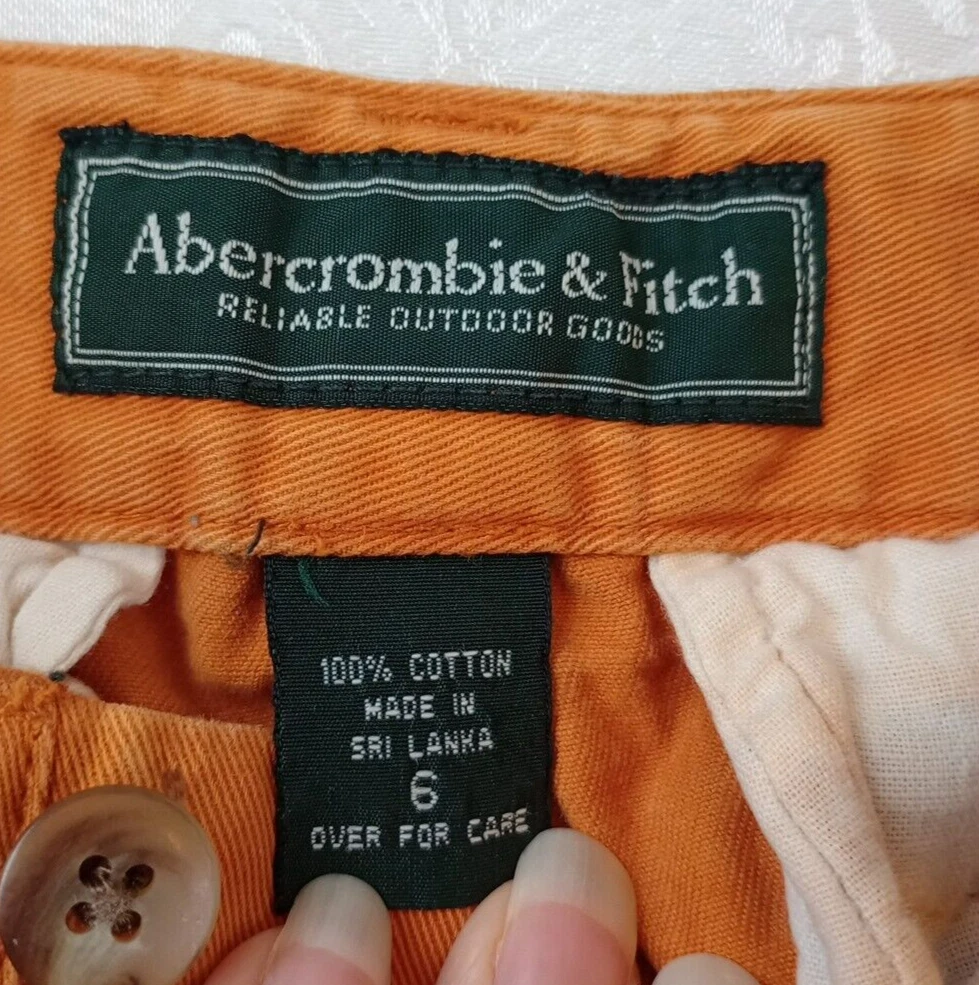 Abercrombie & Fitch
RELIABLE OUTDOOR GOODS
100% COTTON
MADE IN
SRI LANKA
6
OVER FOR CARE